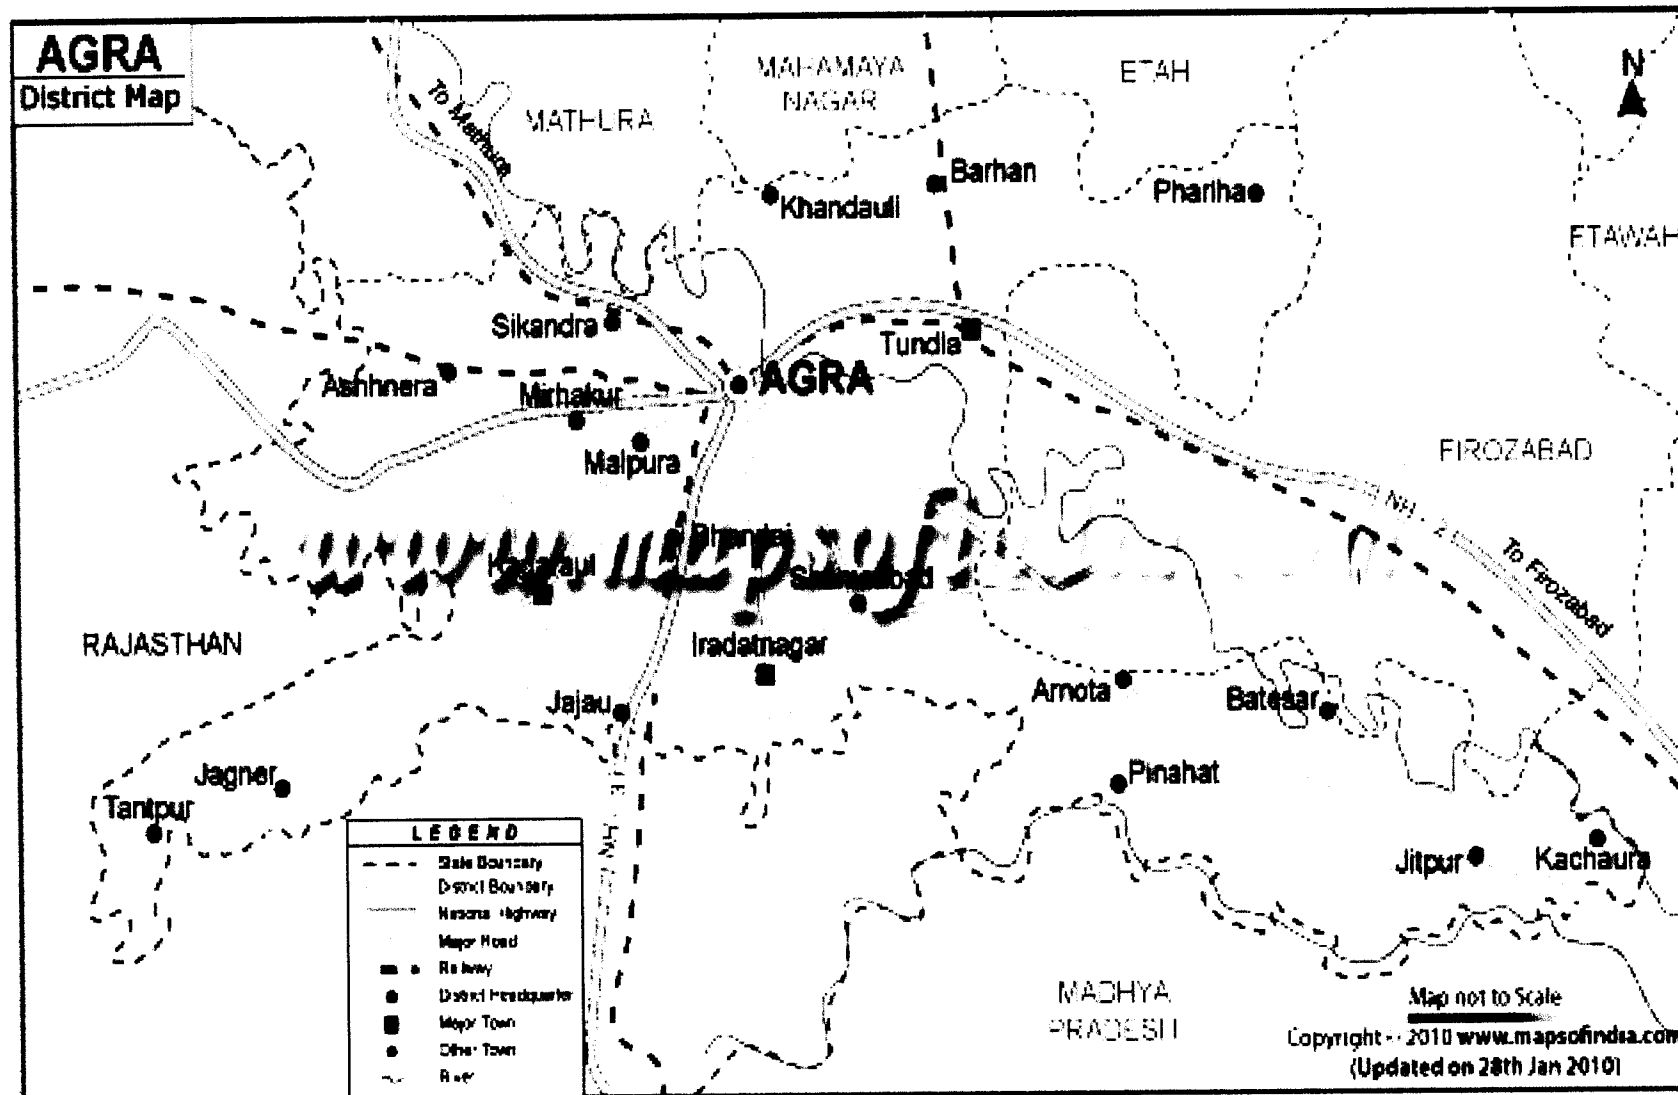 AGRA
District Map
N
To Mathura
MATHURA
MAHAMAYA
NAGAR
ETAH
ETAWAH
Barhan
Khandauli
Pharlha
Sikandra
Tundla
Ashhnera
Mirhakur
AGRA
Malpura
FIROZABAD
NH - 2
To Firozabad
RAJASTHAN
Iradatnagar
Arnota
Batesar
Jajau
Jagner
Tantpur
Pinahat
Jitpur
Kachaura
LEGEND
State Boundary
District Boundary
National Highway
Major Road
Railway
District Headquarter
Major Town
Other Town
River
MADHYA
PRADESH
Map not to Scale
Copyright 2010 www.mapsofindia.com
(Updated on 28th Jan 2010)